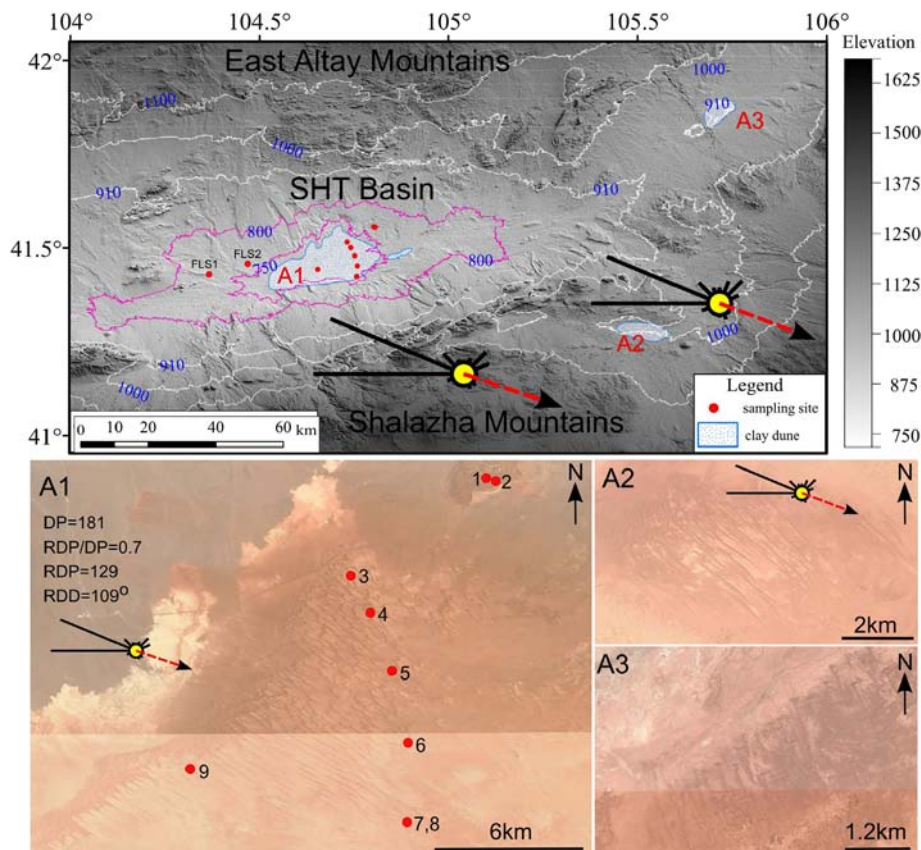 104°
104.5°
105°
105.5°
106°
42°
41.5°
41°
Elevation
1625
1500
1375
1250
1125
1000
875
750
East Altay Mountains
1100
1000
1000
910
A3
910
910
SHT Basin
800
FLS1
FLS2
750
A1
800
A2
1000
910
1000
Shalazha Mountains
0 20 40 60 km
Legend
sampling site
clay dune
A1
DP=181
RDP/DP=0.7
RDP=129
RDD=109°
N
1
2
3
4
5
6
7,8
9
6km
A2
N
2km
A3
N
1.2km